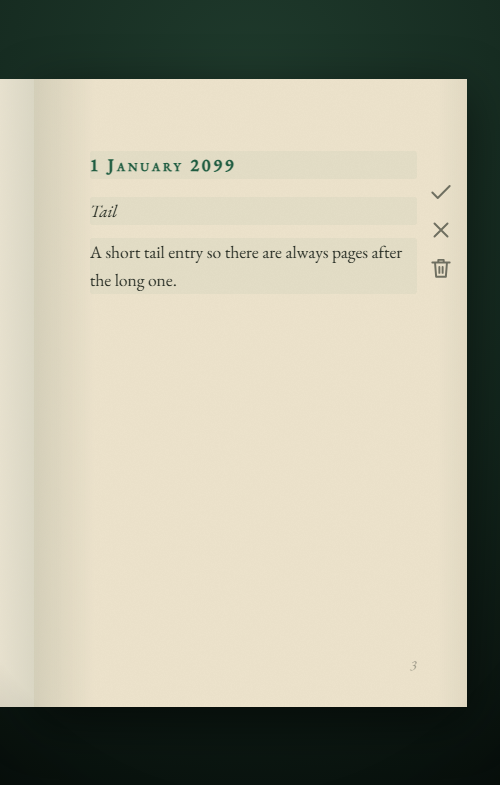 1 January 2099
Tail
A short tail entry so there are always pages after
the long one.
3